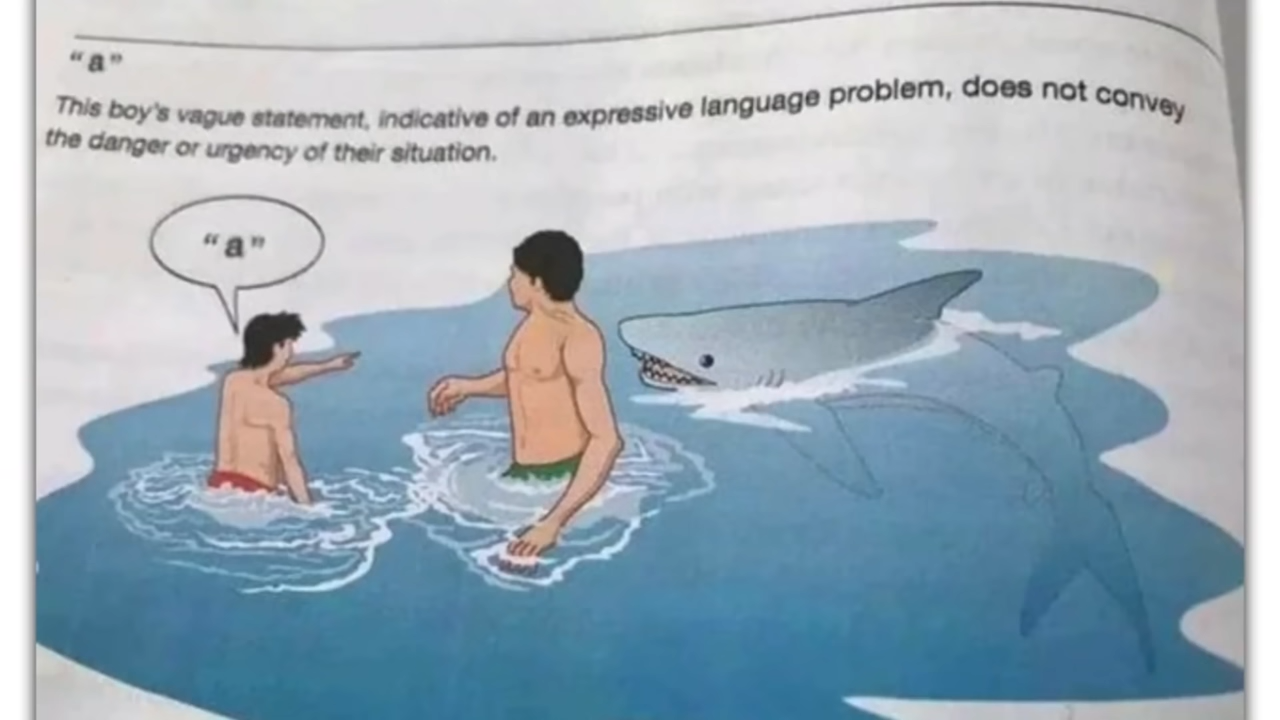 “a”
This boy's vague statement, indicative of an expressive language problem, does not convey
the danger or urgency of their situation.
“a”